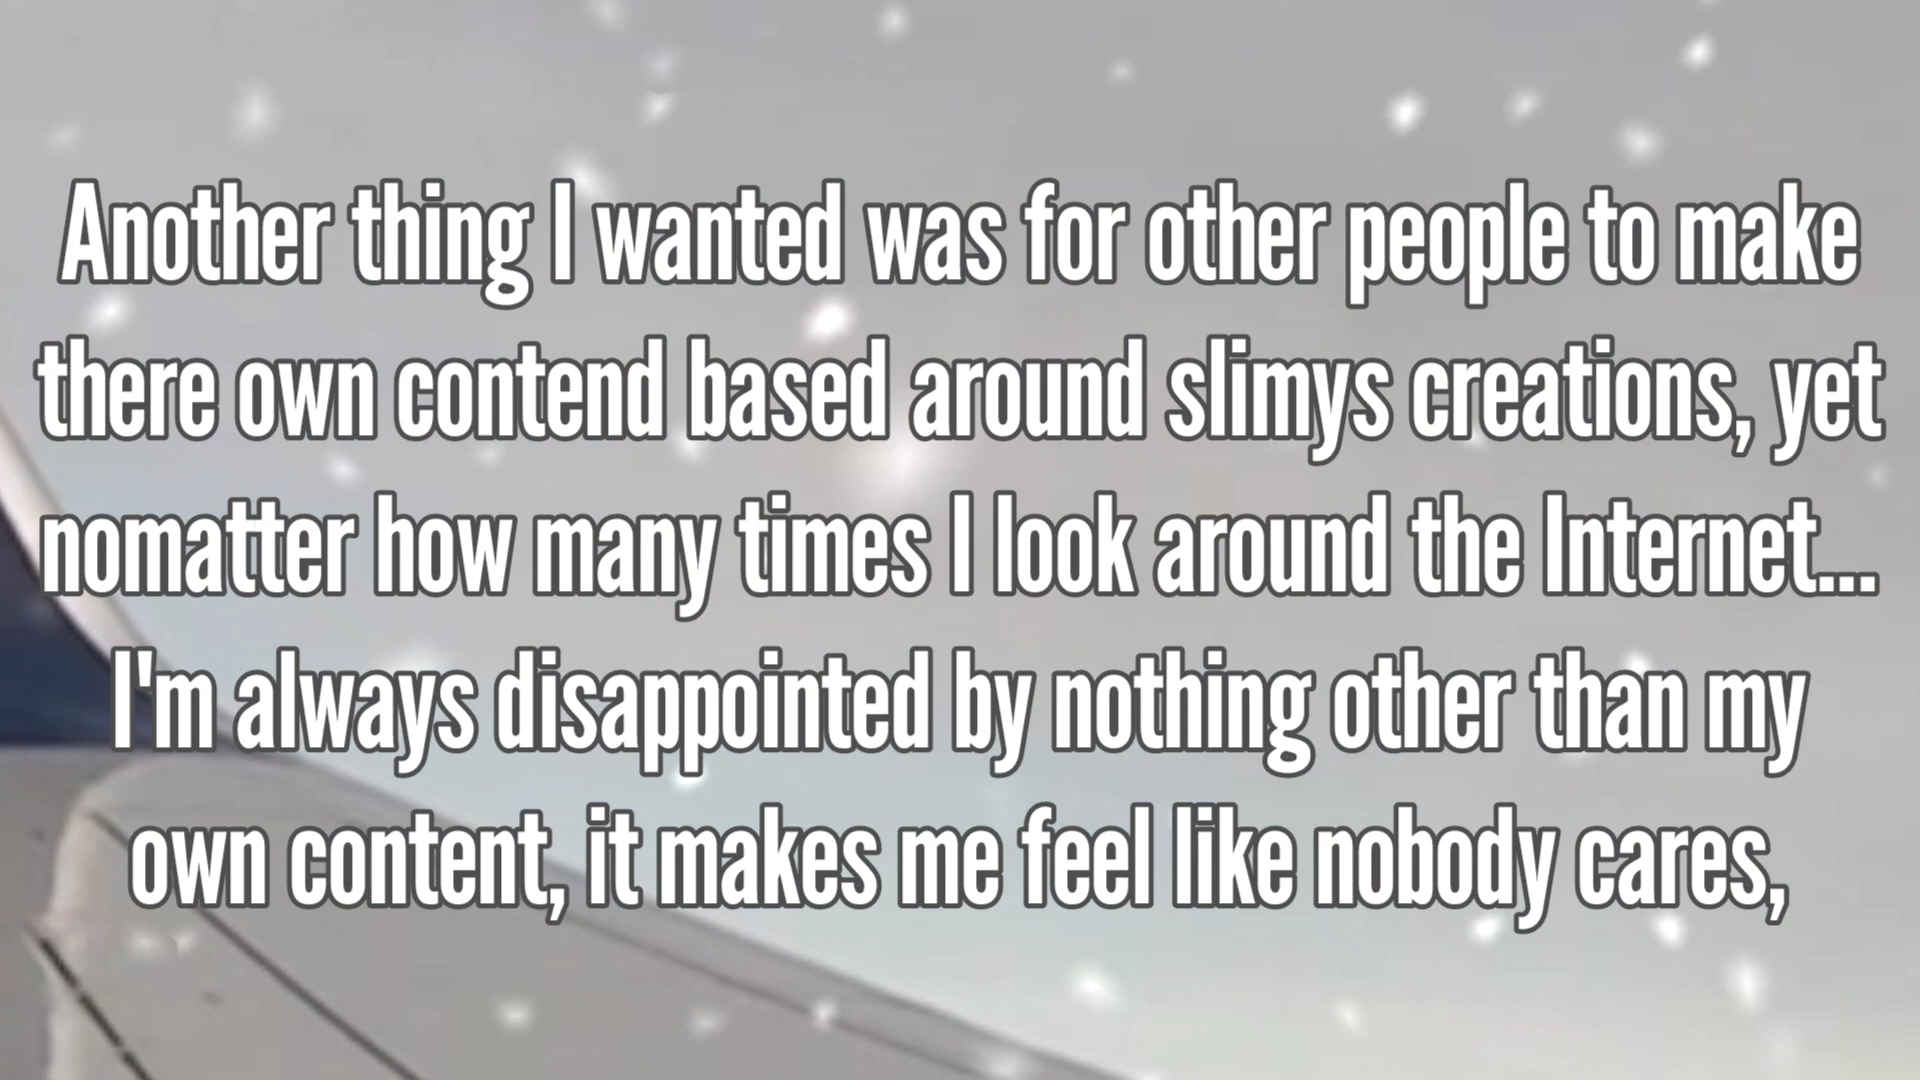 Another thing I wanted was for other people to make
there own contend based around slimys creations, yet
nomatter how many times I look around the Internet...
I'm always disappointed by nothing other than my
own content, it makes me feel like nobody cares,